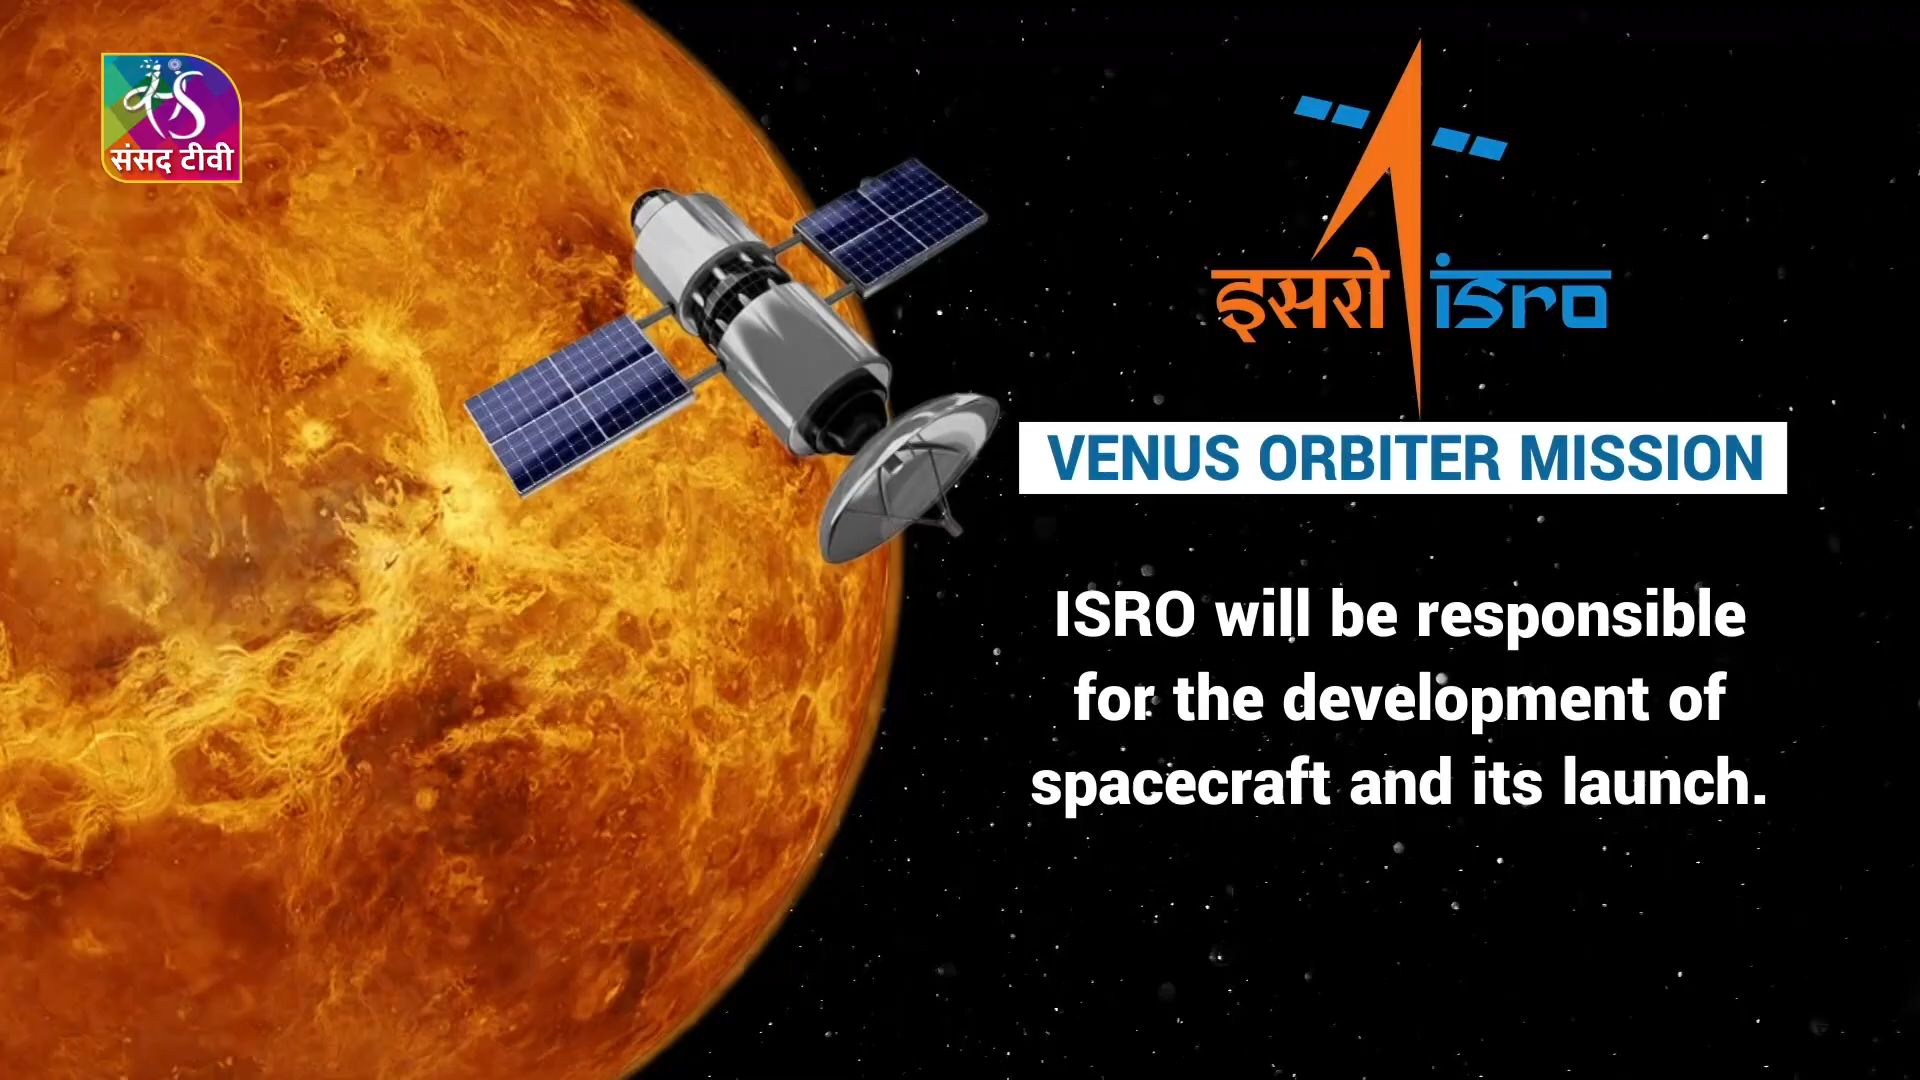 संसद टीवी
इसरो isro
VENUS ORBITER MISSION
ISRO will be responsible
for the development of
spacecraft and its launch.